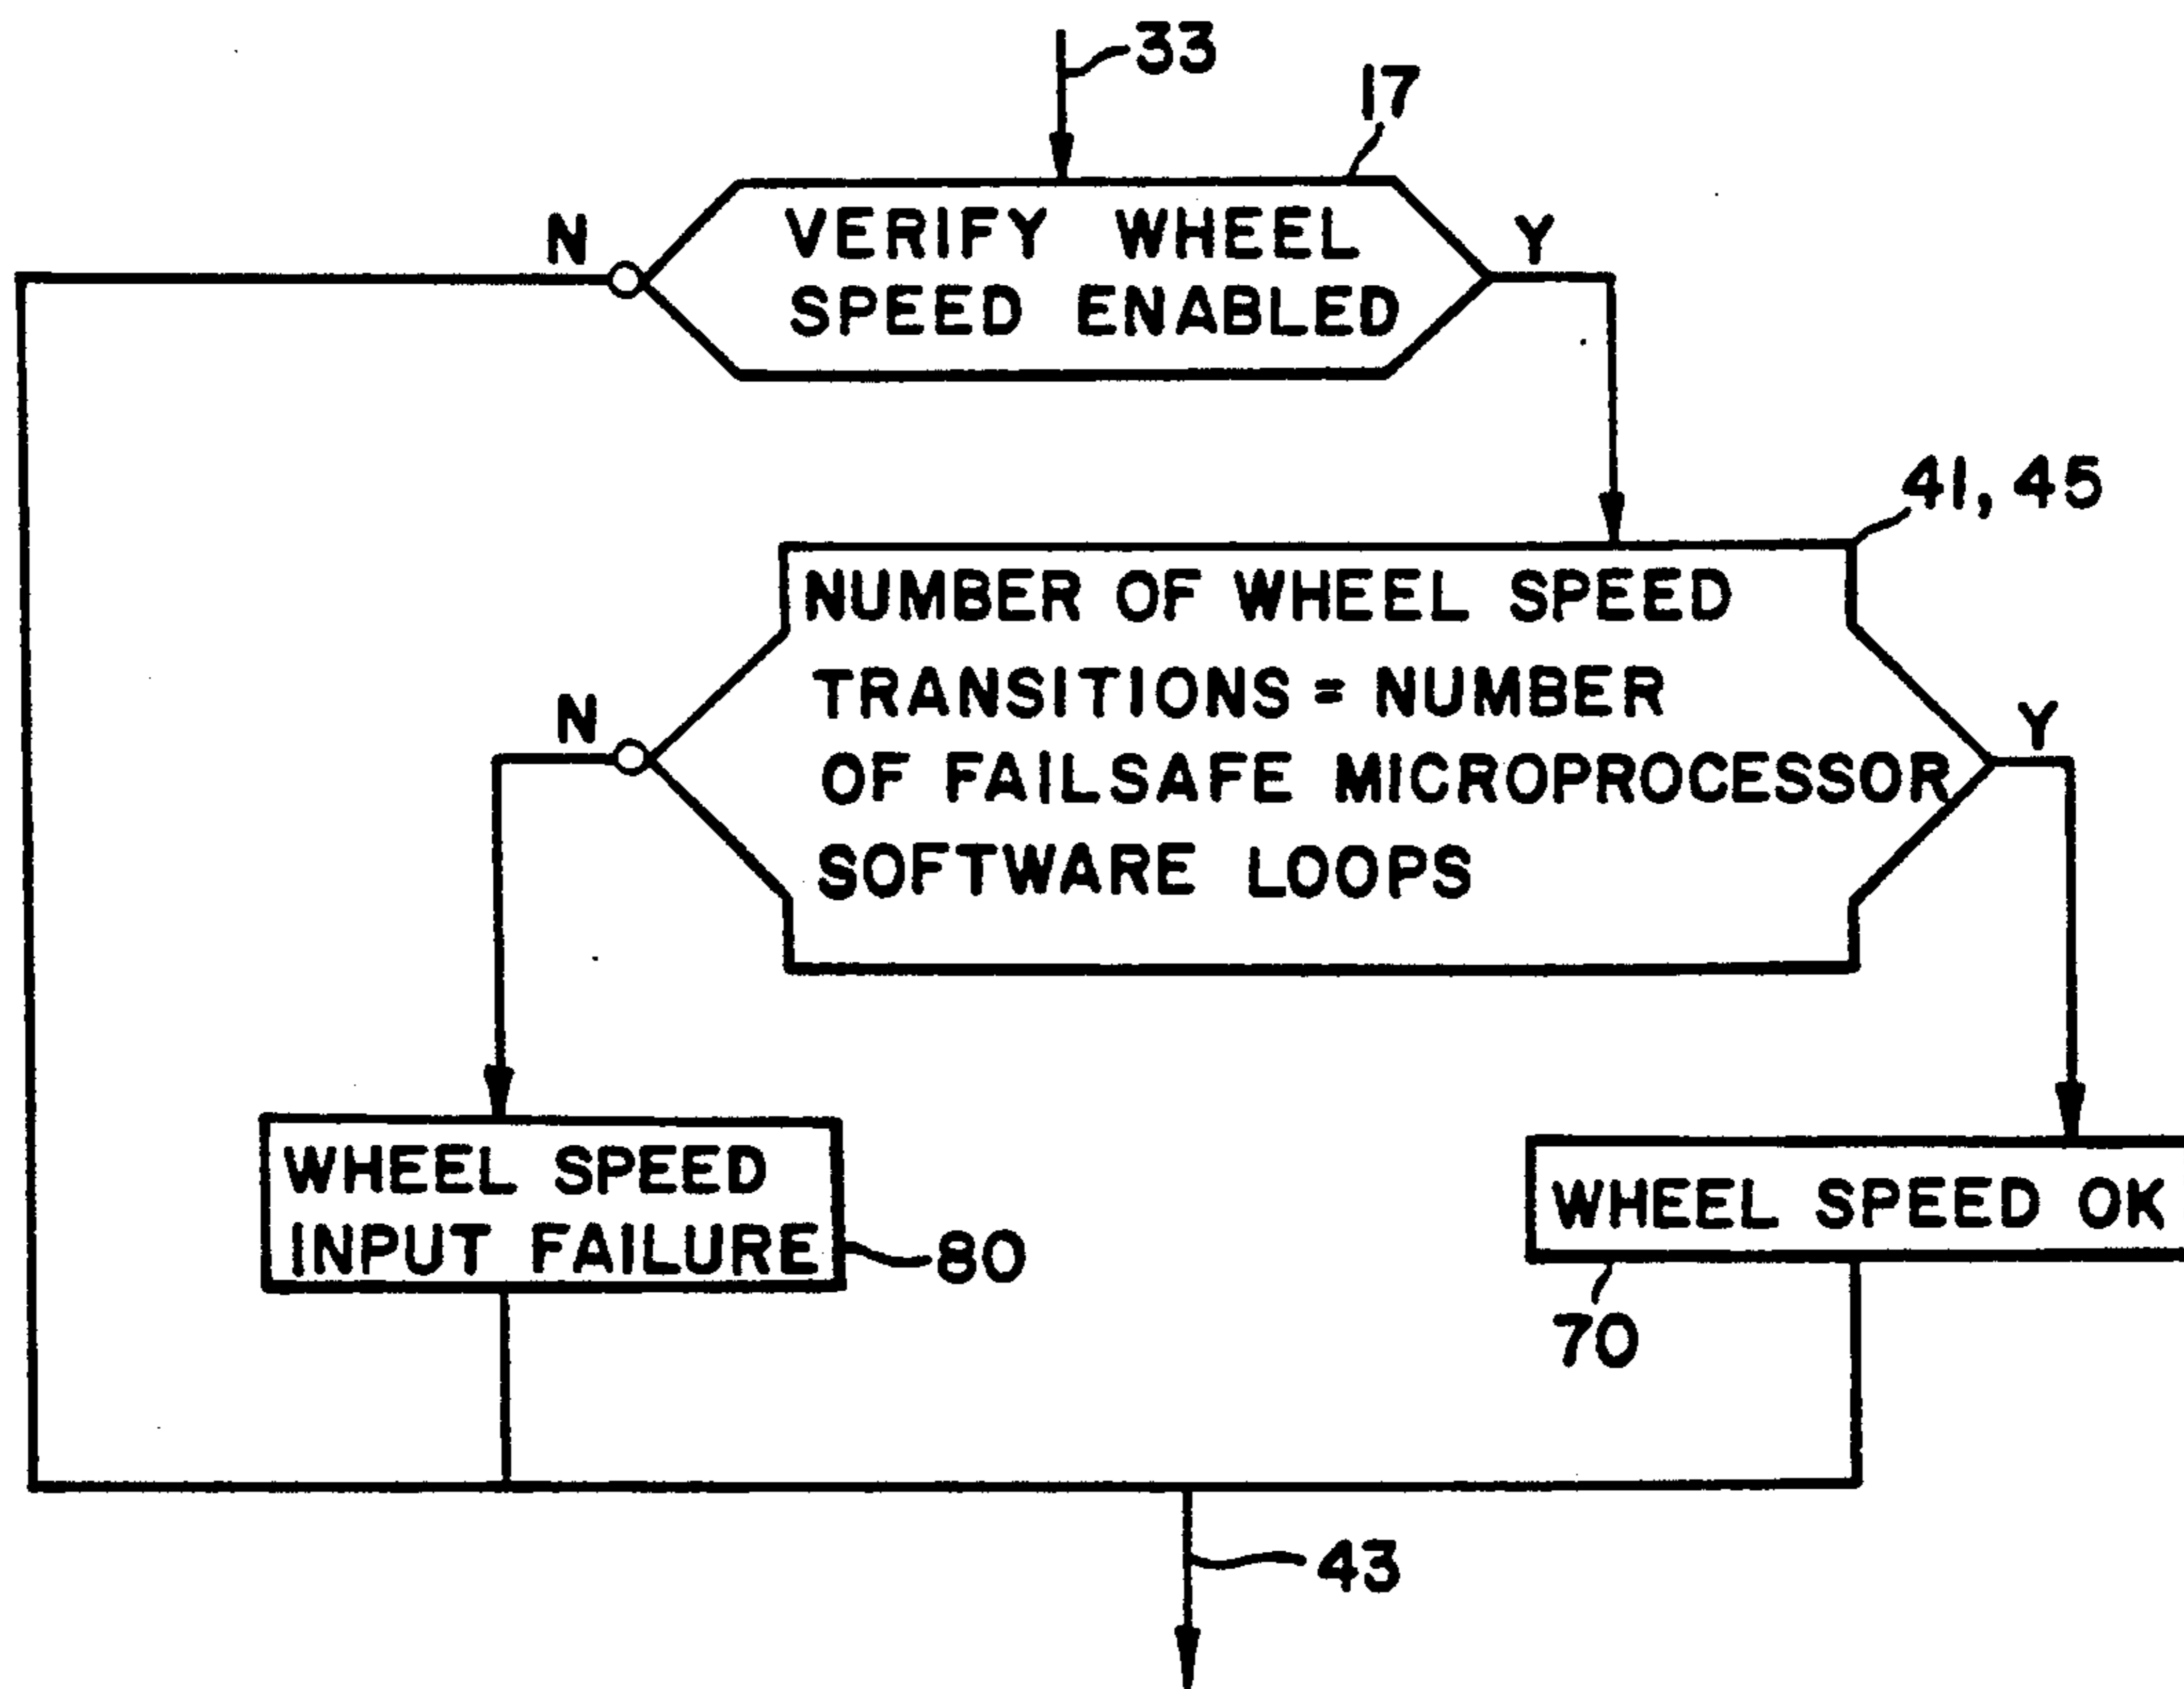 33
17
N
VERIFY WHEEL
SPEED ENABLED
Y
41, 45
NUMBER OF WHEEL SPEED
TRANSITIONS = NUMBER
OF FAILSAFE MICROPROCESSOR
SOFTWARE LOOPS
N
Y
WHEEL SPEED
INPUT FAILURE
80
WHEEL SPEED OK
70
43